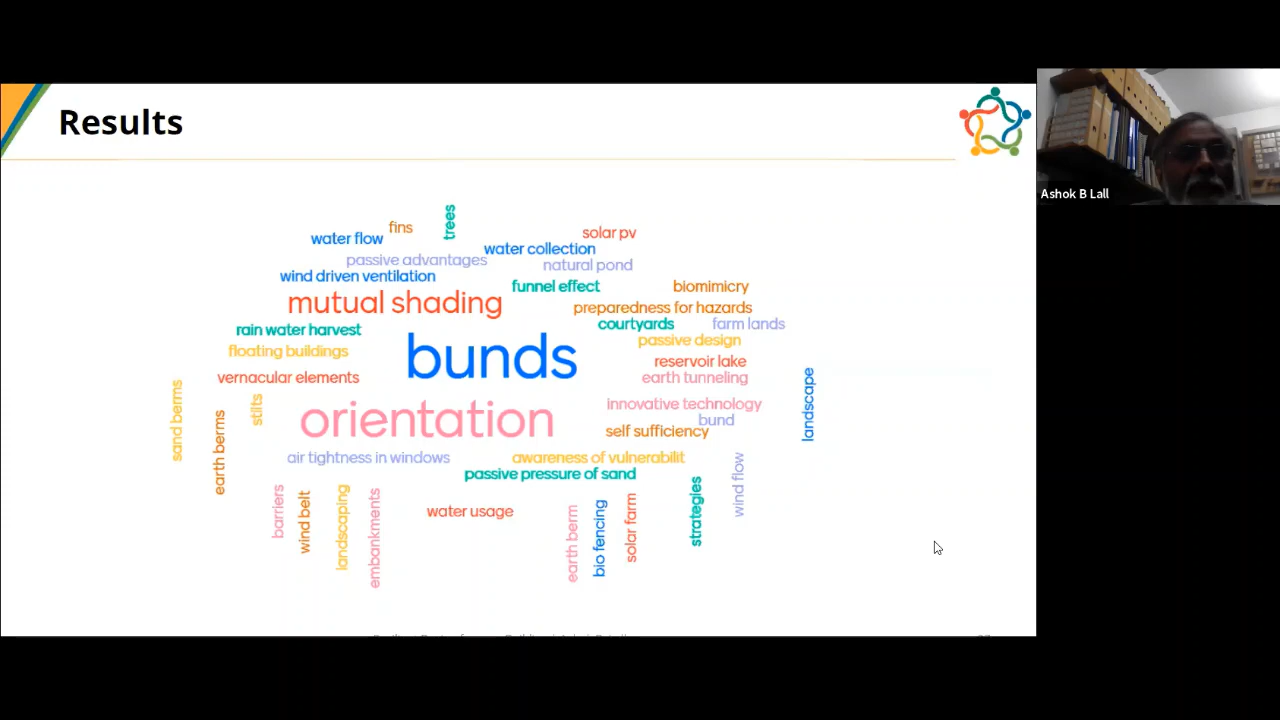 Results
Ashok B Lall
trees
fins
water flow
solar pv
water collection
passive advantages
natural pond
wind driven ventilation
funnel effect
biomimicry
mutual shading
preparedness for hazards
courtyards
farm lands
rain water harvest
passive design
floating buildings
bunds
reservoir lake
vernacular elements
earth tunneling
landscape
sand berms
earth berms
stilts
orientation
innovative technology
bund
self sufficiency
air tightness in windows
awareness of vulnerabilit
passive pressure of sand
wind flow
barriers
wind belt
landscaping
embankments
water usage
earth berm
bio fencing
solar farm
strategies